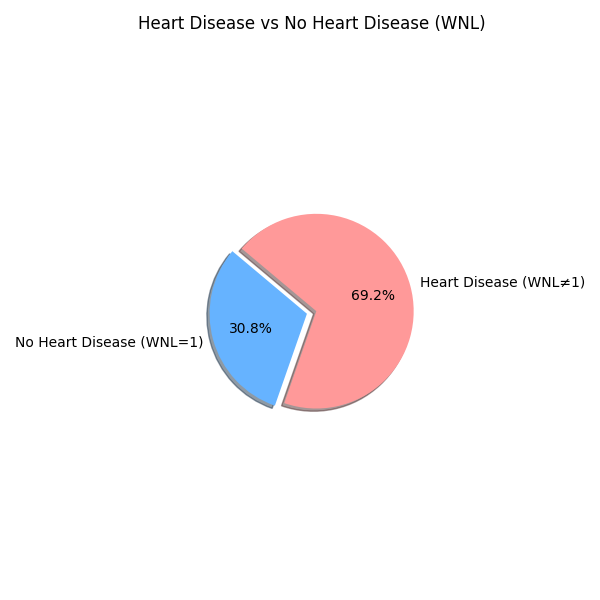 Heart Disease vs No Heart Disease (WNL)
Heart Disease (WNL≠1)
69.2%
30.8%
No Heart Disease (WNL=1)